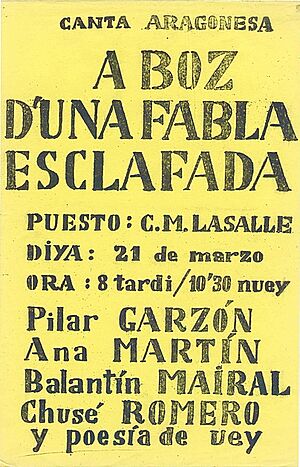 CANTA ARAGONESA
A BOZ
D'UNA FABLA
ESCLAFADA
PUESTO: C.M. LASALLE
DIYA: 21 de marzo
ORA: 8 tardi/10'30 nuey
Pilar GARZÓN
Ana MARTÍN
Balantín MAIRAL
Chusé ROMERO
y poesía de uey